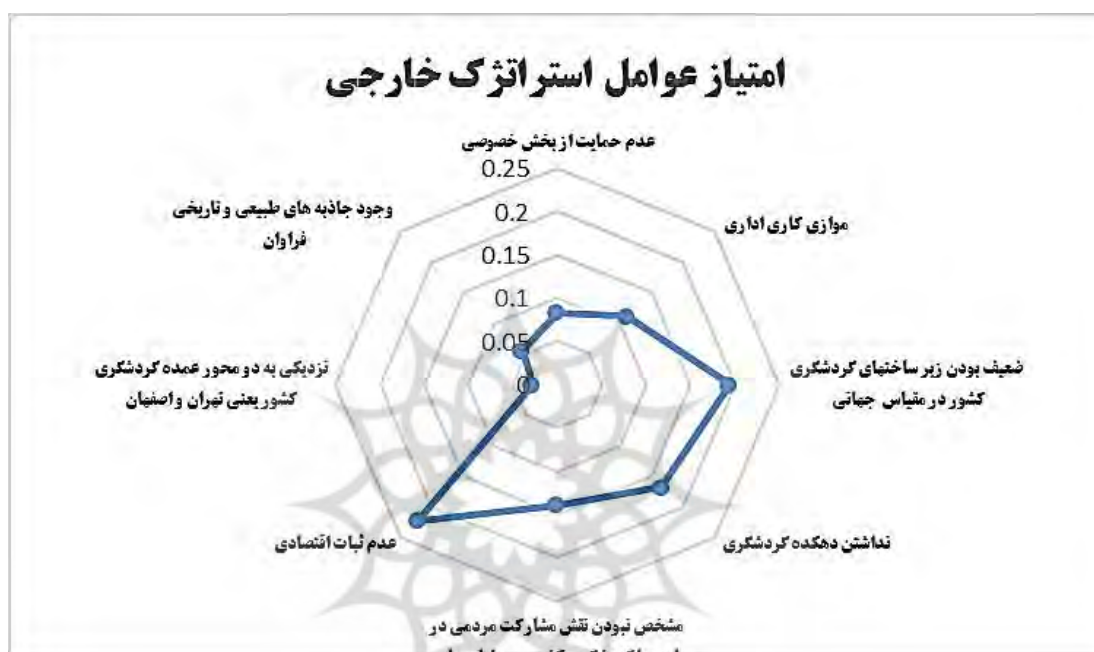 امتیاز عوامل استراتژک خارجی
عدم حمایت از بخش خصوصی
0.25
0.2
0.15
0.1
0.05
0
موازی کاری اداری
ضعیف بودن زیر ساختهای گردشگری
کشور در مقیاس جهانی
نداشتن دهکده گردشگری
مشخص نبودن نقش مشارکت مردمی در
عدم ثبات اقتصادی
نزدیکی به دو محور عمده گردشگری
کشور یعنی تهران و اصفهان
وجود جاذبه های طبیعی و تاریخی
فراوان